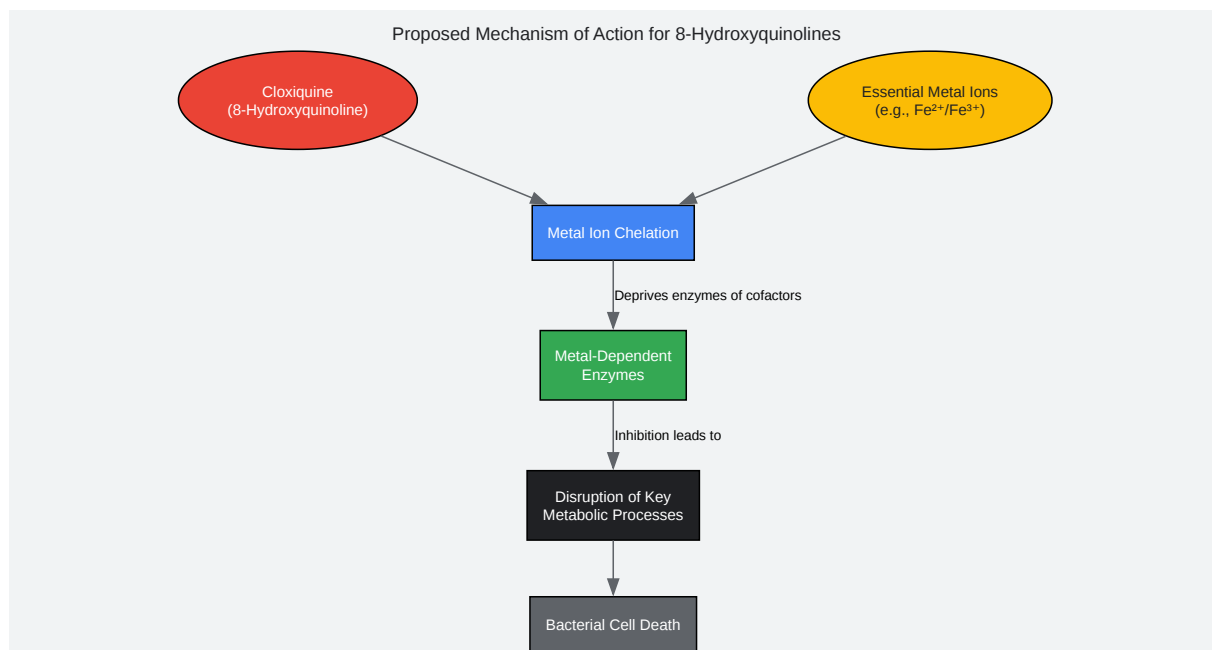 Proposed Mechanism of Action for 8-Hydroxyquinolines
Cloxiquine
(8-Hydroxyquinoline)
Essential Metal Ions
(e.g., Fe²⁺/Fe³⁺)
Metal Ion Chelation
Deprives enzymes of cofactors
Metal-Dependent
Enzymes
Inhibition leads to
Disruption of Key
Metabolic Processes
Bacterial Cell Death